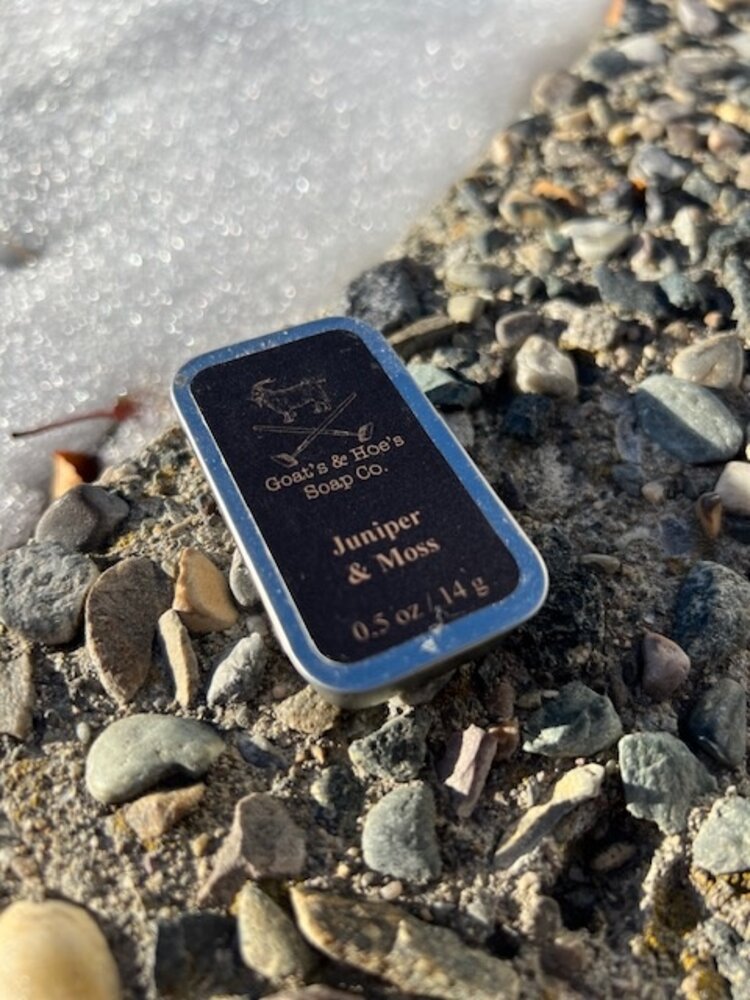 Goat's & Hoe's
Soap Co.
Juniper
& Moss
0.5 oz / 14 g